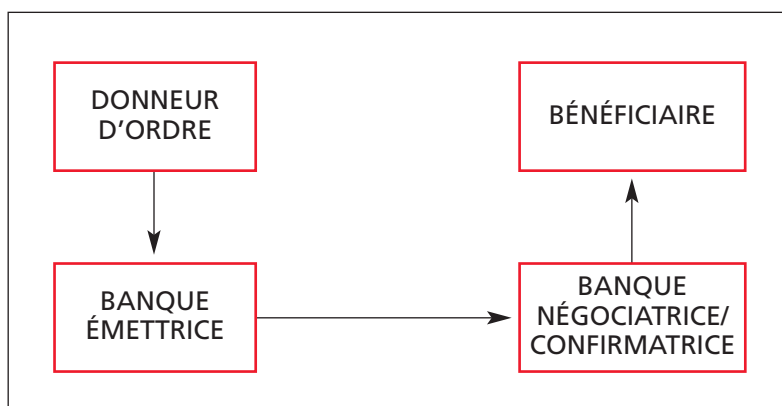 DONNEUR
D'ORDRE
BÉNÉFICIAIRE
BANQUE
ÉMETTRICE
BANQUE
NÉGOCIATRICE/
CONFIRMATRICE